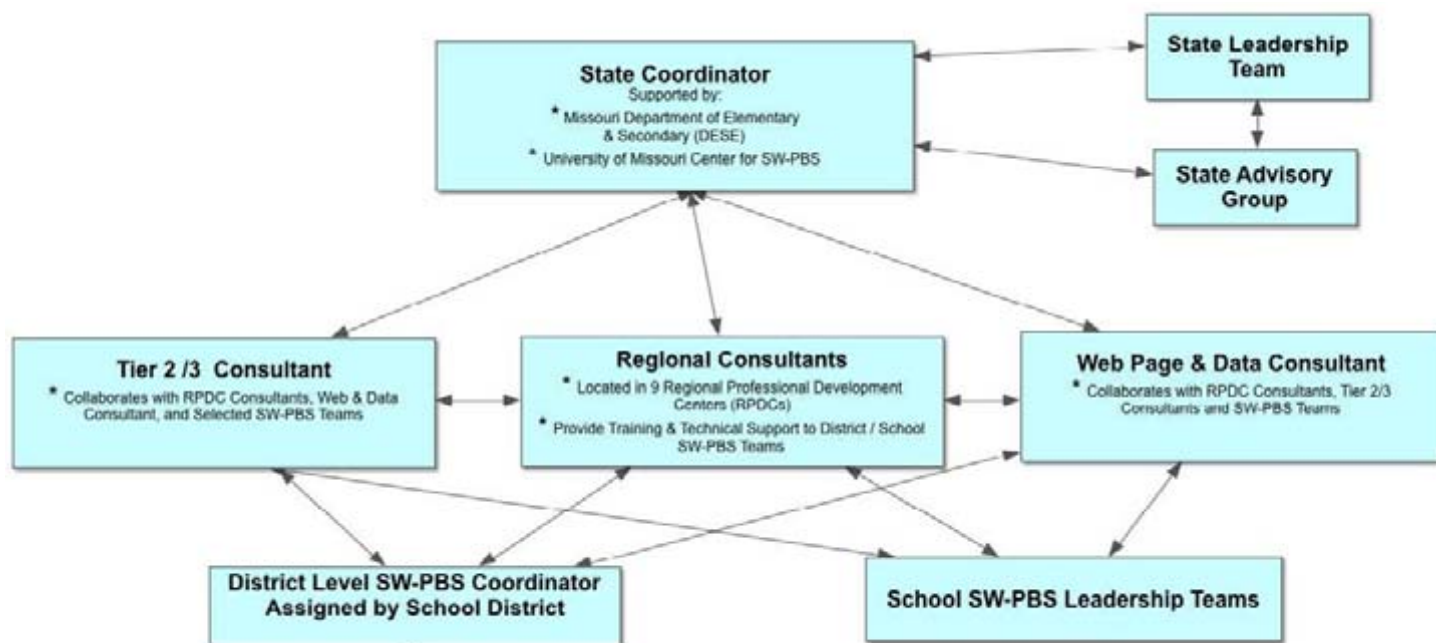 State Coordinator
Supported by:
* Missouri Department of Elementary
& Secondary (DESE)
* University of Missouri Center for SW-PBS
State Leadership
Team
State Advisory
Group
Tier 2 /3 Consultant
* Collaborates with RPDC Consultants, Web & Data
Consultant, and Selected SW-PBS Teams
Regional Consultants
* Located in 9 Regional Professional Development
Centers (RPDCs)
* Provide Training & Technical Support to District / School
SW-PBS Teams
Web Page & Data Consultant
* Collaborates with RPDC Consultants, Tier 2/3
Consultants and SW-PBS Teams
District Level SW-PBS Coordinator
Assigned by School District
School SW-PBS Leadership Teams